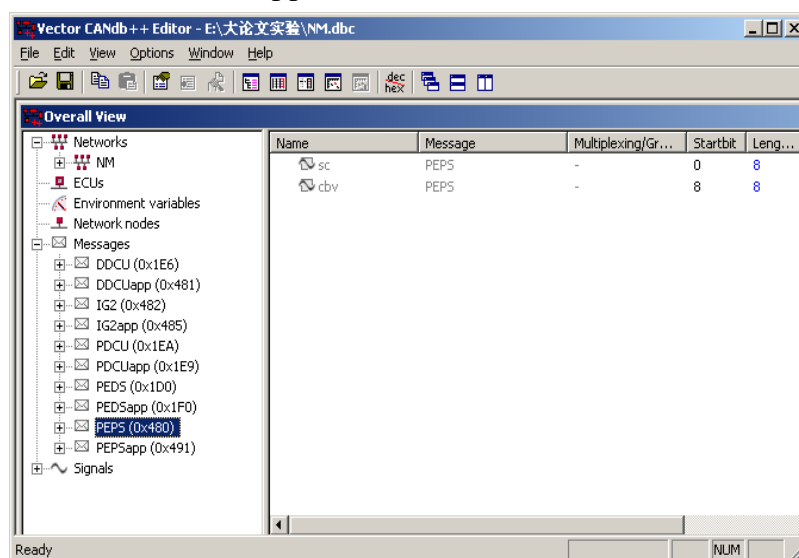 Vector CANdb++ Editor - E:\大论文实验\NM.dbc
File Edit View Options Window Help
dec
hex
Overall View
Networks
NM
ECUs
Environment variables
Network nodes
Messages
DDCU (0x1E6)
DDCUapp (0x481)
IG2 (0x482)
IG2app (0x485)
PDCU (0x1EA)
PDCUapp (0x1E9)
PEDS (0x1D0)
PEDSapp (0x1F0)
PEPS (0x480)
PEPSapp (0x491)
Signals
Name Message Multiplexing/Gr... Startbit Leng...
sc PEPS - 0 8
cbv PEPS - 8 8
Ready NUM